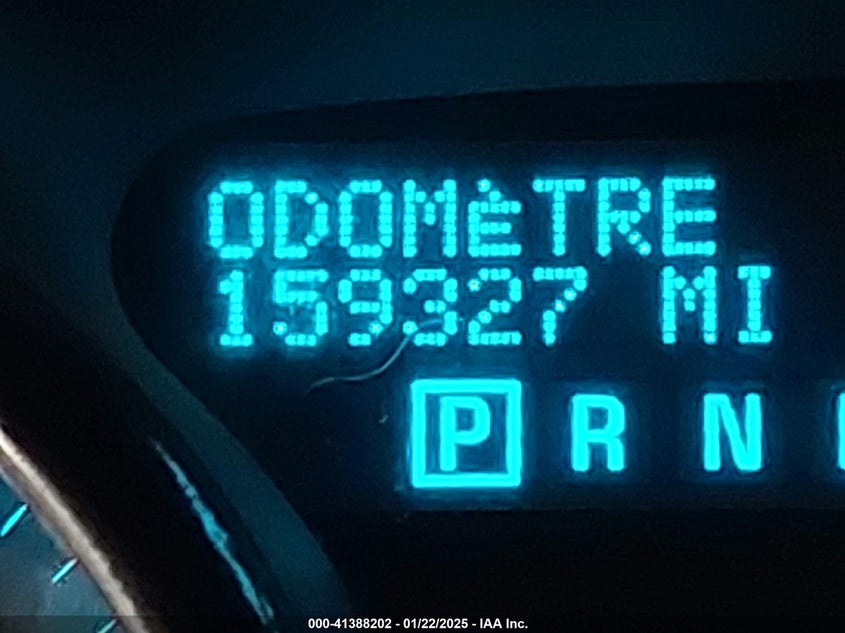 ODOMÈTRE
159327 MI
P R N
000-41388202 - 01/22/2025 - IAA Inc.